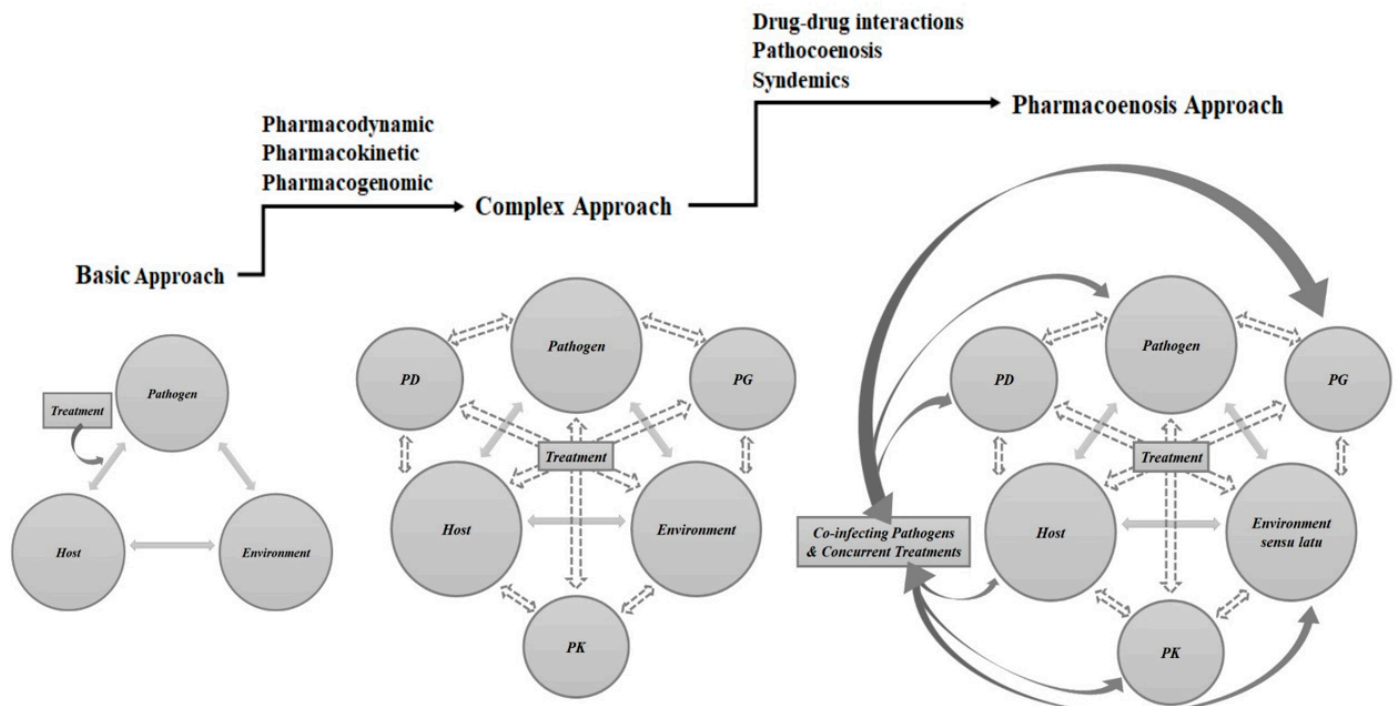 Drug-drug interactions
Pathocoenosis
Syndemics
Pharmacoenosis Approach
Pharmacodynamic
Pharmacokinetic
Pharmacogenomic
Complex Approach
Basic Approach
Treatment
Pathogen
Host
Environment
PD
Pathogen
PG
Treatment
Host
Environment
PK
PD
Pathogen
PG
Treatment
Co-infecting Pathogens
& Concurrent Treatments
Host
Environment
sensu latu
PK